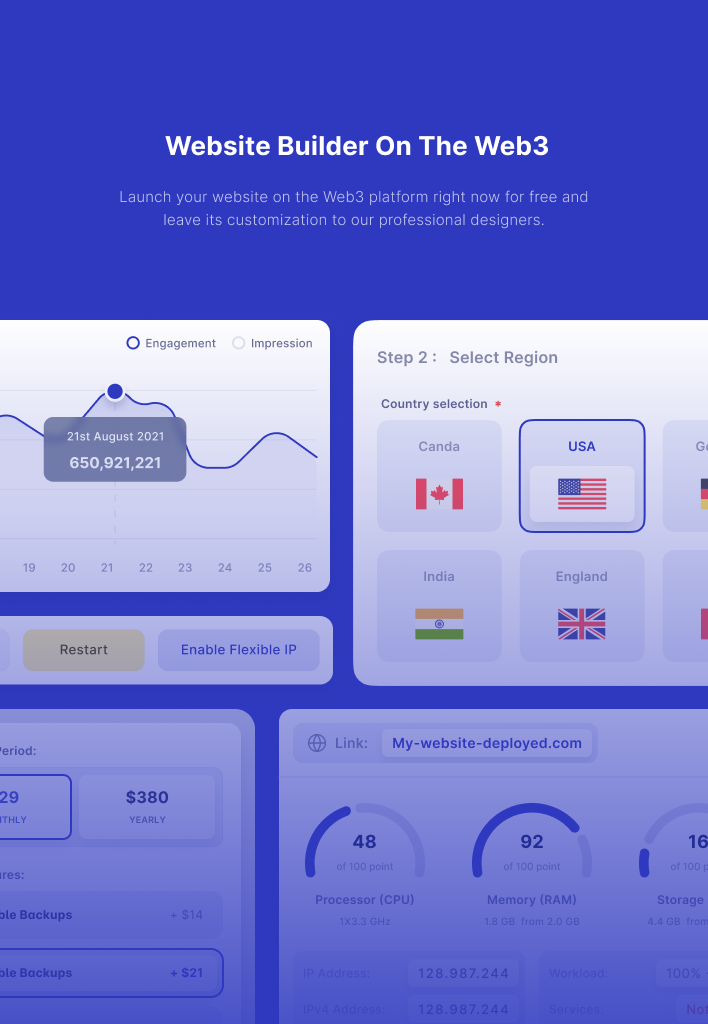 Website Builder On The Web3
Launch your website on the Web3 platform right now for free and
leave its customization to our professional designers.
Engagement
Impression
21st August 2021
650,921,221
19 20 21 22 23 24 25 26
Restart
Enable Flexible IP
Step 2 : Select Region
Country selection *
Canda
USA
India
England
Period:
29
$380
YEARLY
ble Backups
+ $14
ble Backups
+ $21
Link:
My-website-deployed.com
48
of 100 point
Processor (CPU)
1X3.3 GHz
92
of 100 point
Memory (RAM)
1.8 GB from 2.0 GB
16
of 100 p
Storage
4.4 GB from
IP Address:
128.987.244
Workload:
100%
IPv4 Address:
128.987.244
Services:
Not